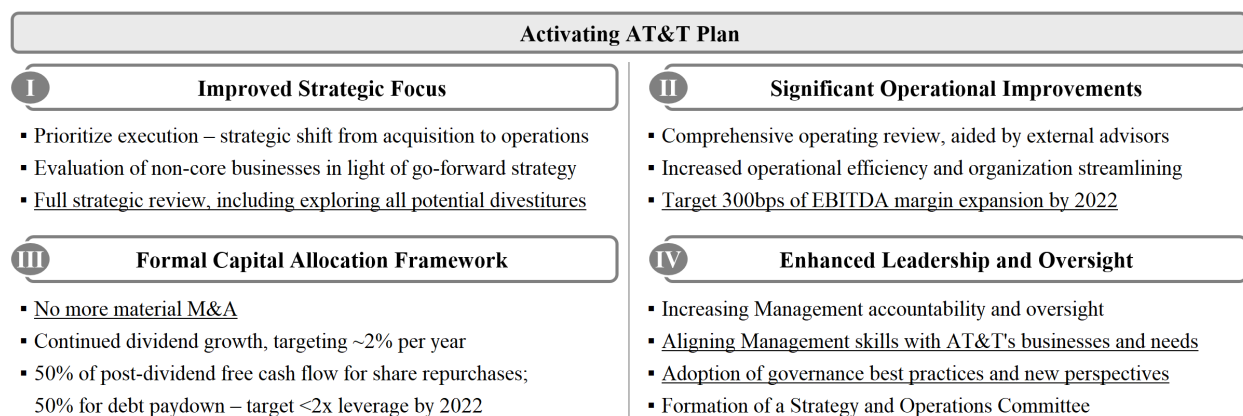 Activating AT&T Plan
I
Improved Strategic Focus
▪ Prioritize execution – strategic shift from acquisition to operations
▪ Evaluation of non-core businesses in light of go-forward strategy
▪ Full strategic review, including exploring all potential divestitures
II
Significant Operational Improvements
▪ Comprehensive operating review, aided by external advisors
▪ Increased operational efficiency and organization streamlining
▪ Target 300bps of EBITDA margin expansion by 2022
III
Formal Capital Allocation Framework
▪ No more material M&A
▪ Continued dividend growth, targeting ~2% per year
▪ 50% of post-dividend free cash flow for share repurchases;
50% for debt paydown – target <2x leverage by 2022
IV
Enhanced Leadership and Oversight
▪ Increasing Management accountability and oversight
▪ Aligning Management skills with AT&T's businesses and needs
▪ Adoption of governance best practices and new perspectives
▪ Formation of a Strategy and Operations Committee